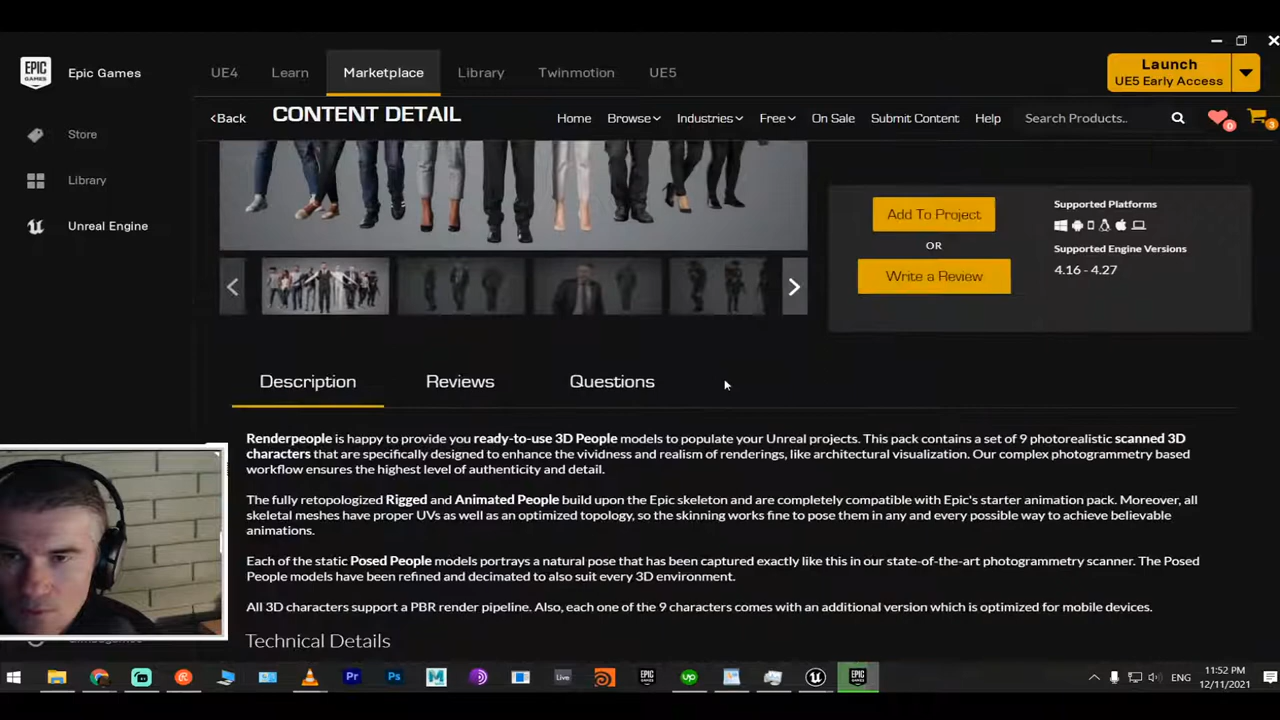 EPIC
GAMES
Epic Games
UE4
Learn
Marketplace
Library
Twinmotion
UE5
Launch
UE5 Early Access
Store
Library
Unreal Engine
Back
CONTENT DETAIL
Home
Browse
Industries
Free
On Sale
Submit Content
Help
Search Products..
0
3
Add To Project
OR
Write a Review
Supported Platforms
Supported Engine Versions
4.16 - 4.27
Description
Reviews
Questions
Renderpeople is happy to provide you ready-to-use 3D People models to populate your Unreal projects. This pack contains a set of 9 photorealistic scanned 3D
characters that are specifically designed to enhance the vividness and realism of renderings, like architectural visualization. Our complex photogrammetry based
workflow ensures the highest level of authenticity and detail.
The fully retopologized Rigged and Animated People build upon the Epic skeleton and are completely compatible with Epic's starter animation pack. Moreover, all
skeletal meshes have proper UVs as well as an optimized topology, so the skinning works fine to pose them in any and every possible way to achieve believable
animations.
Each of the static Posed People models portrays a natural pose that has been captured exactly like this in our state-of-the-art photogrammetry scanner. The Posed
People models have been refined and decimated to also suit every 3D environment.
All 3D characters support a PBR render pipeline. Also, each one of the 9 characters comes with an additional version which is optimized for mobile devices.
Technical Details
Pr
Ps
M
Live
EPIC
up
EPIC
ENG
11:52 PM
12/11/2021